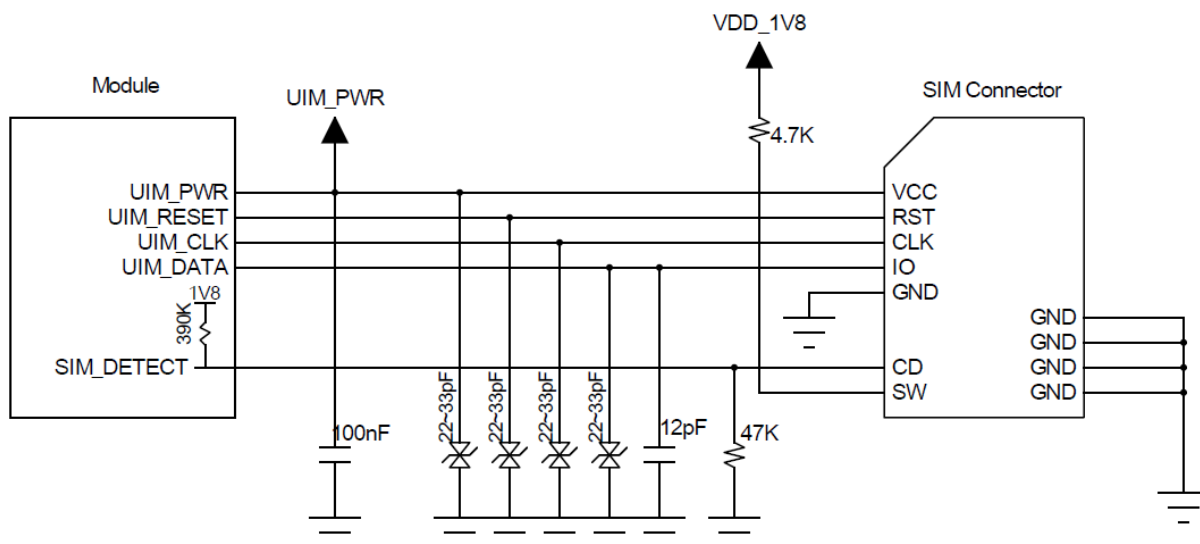 VDD_1V8
Module
UIM_PWR
SIM Connector
4.7K
UIM_PWR
UIM_RESET
UIM_CLK
UIM_DATA
1V8
390K
SIM_DETECT
VCC
RST
CLK
IO
GND
GND
GND
CD
GND
SW
GND
100nF
22~33pF
22~33pF
22~33pF
22~33pF
12pF
47K